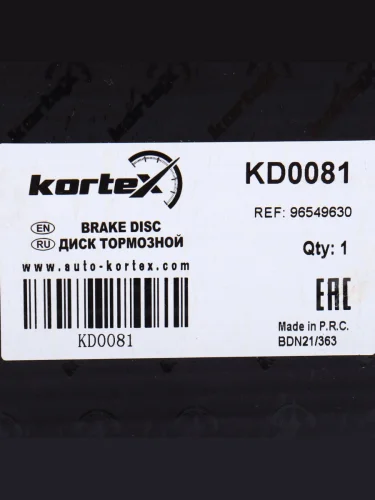 kortex
kortex
KD0081
REF: 96549630
EN BRAKE DISC
RU ДИСК ТОРМОЗНОЙ
Qty: 1
www.auto-kortex.com
EAC
KD0081
Made in P.R.C.
BDN21/363